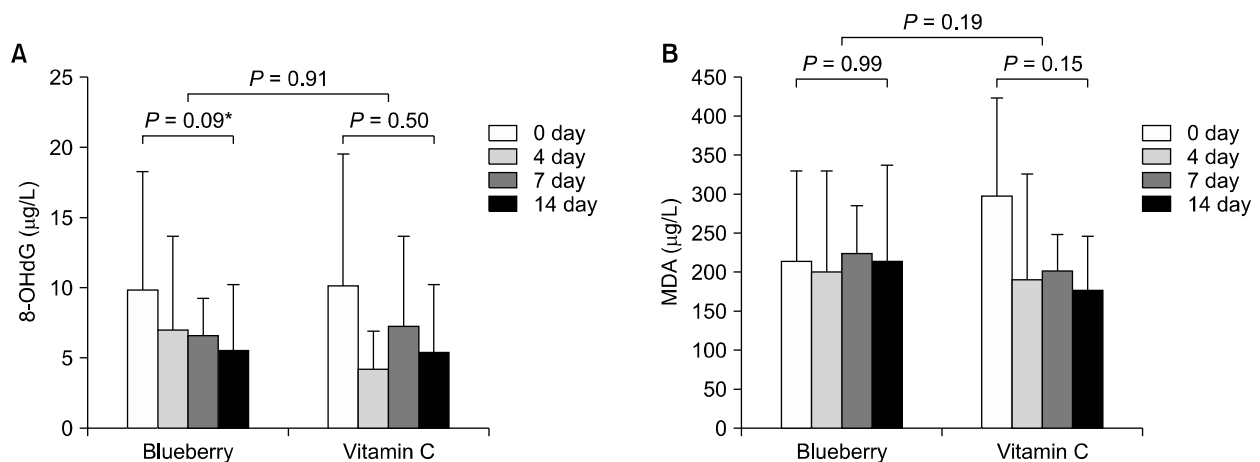 A
P = 0.91
P = 0.09*
P = 0.50
25
20
15
10
5
0
8-OHdG (μg/L)
Blueberry
Vitamin C
0 day
4 day
7 day
14 day
B
P = 0.19
P = 0.99
P = 0.15
450
400
350
300
250
200
150
100
50
0
MDA (μg/L)
Blueberry
Vitamin C
0 day
4 day
7 day
14 day